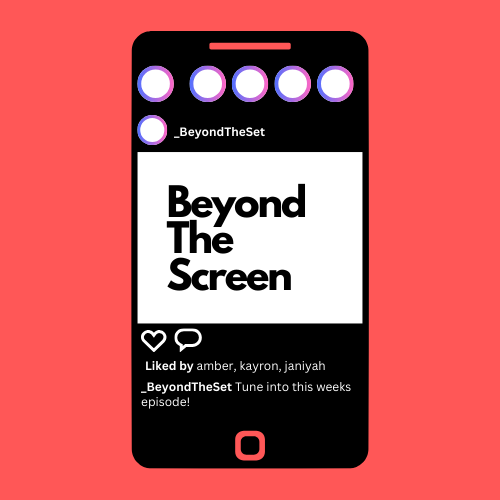 _BeyondTheSet
Beyond
The
Screen
Liked by amber, kayron, janiyah
_BeyondTheSet Tune into this weeks
episode!